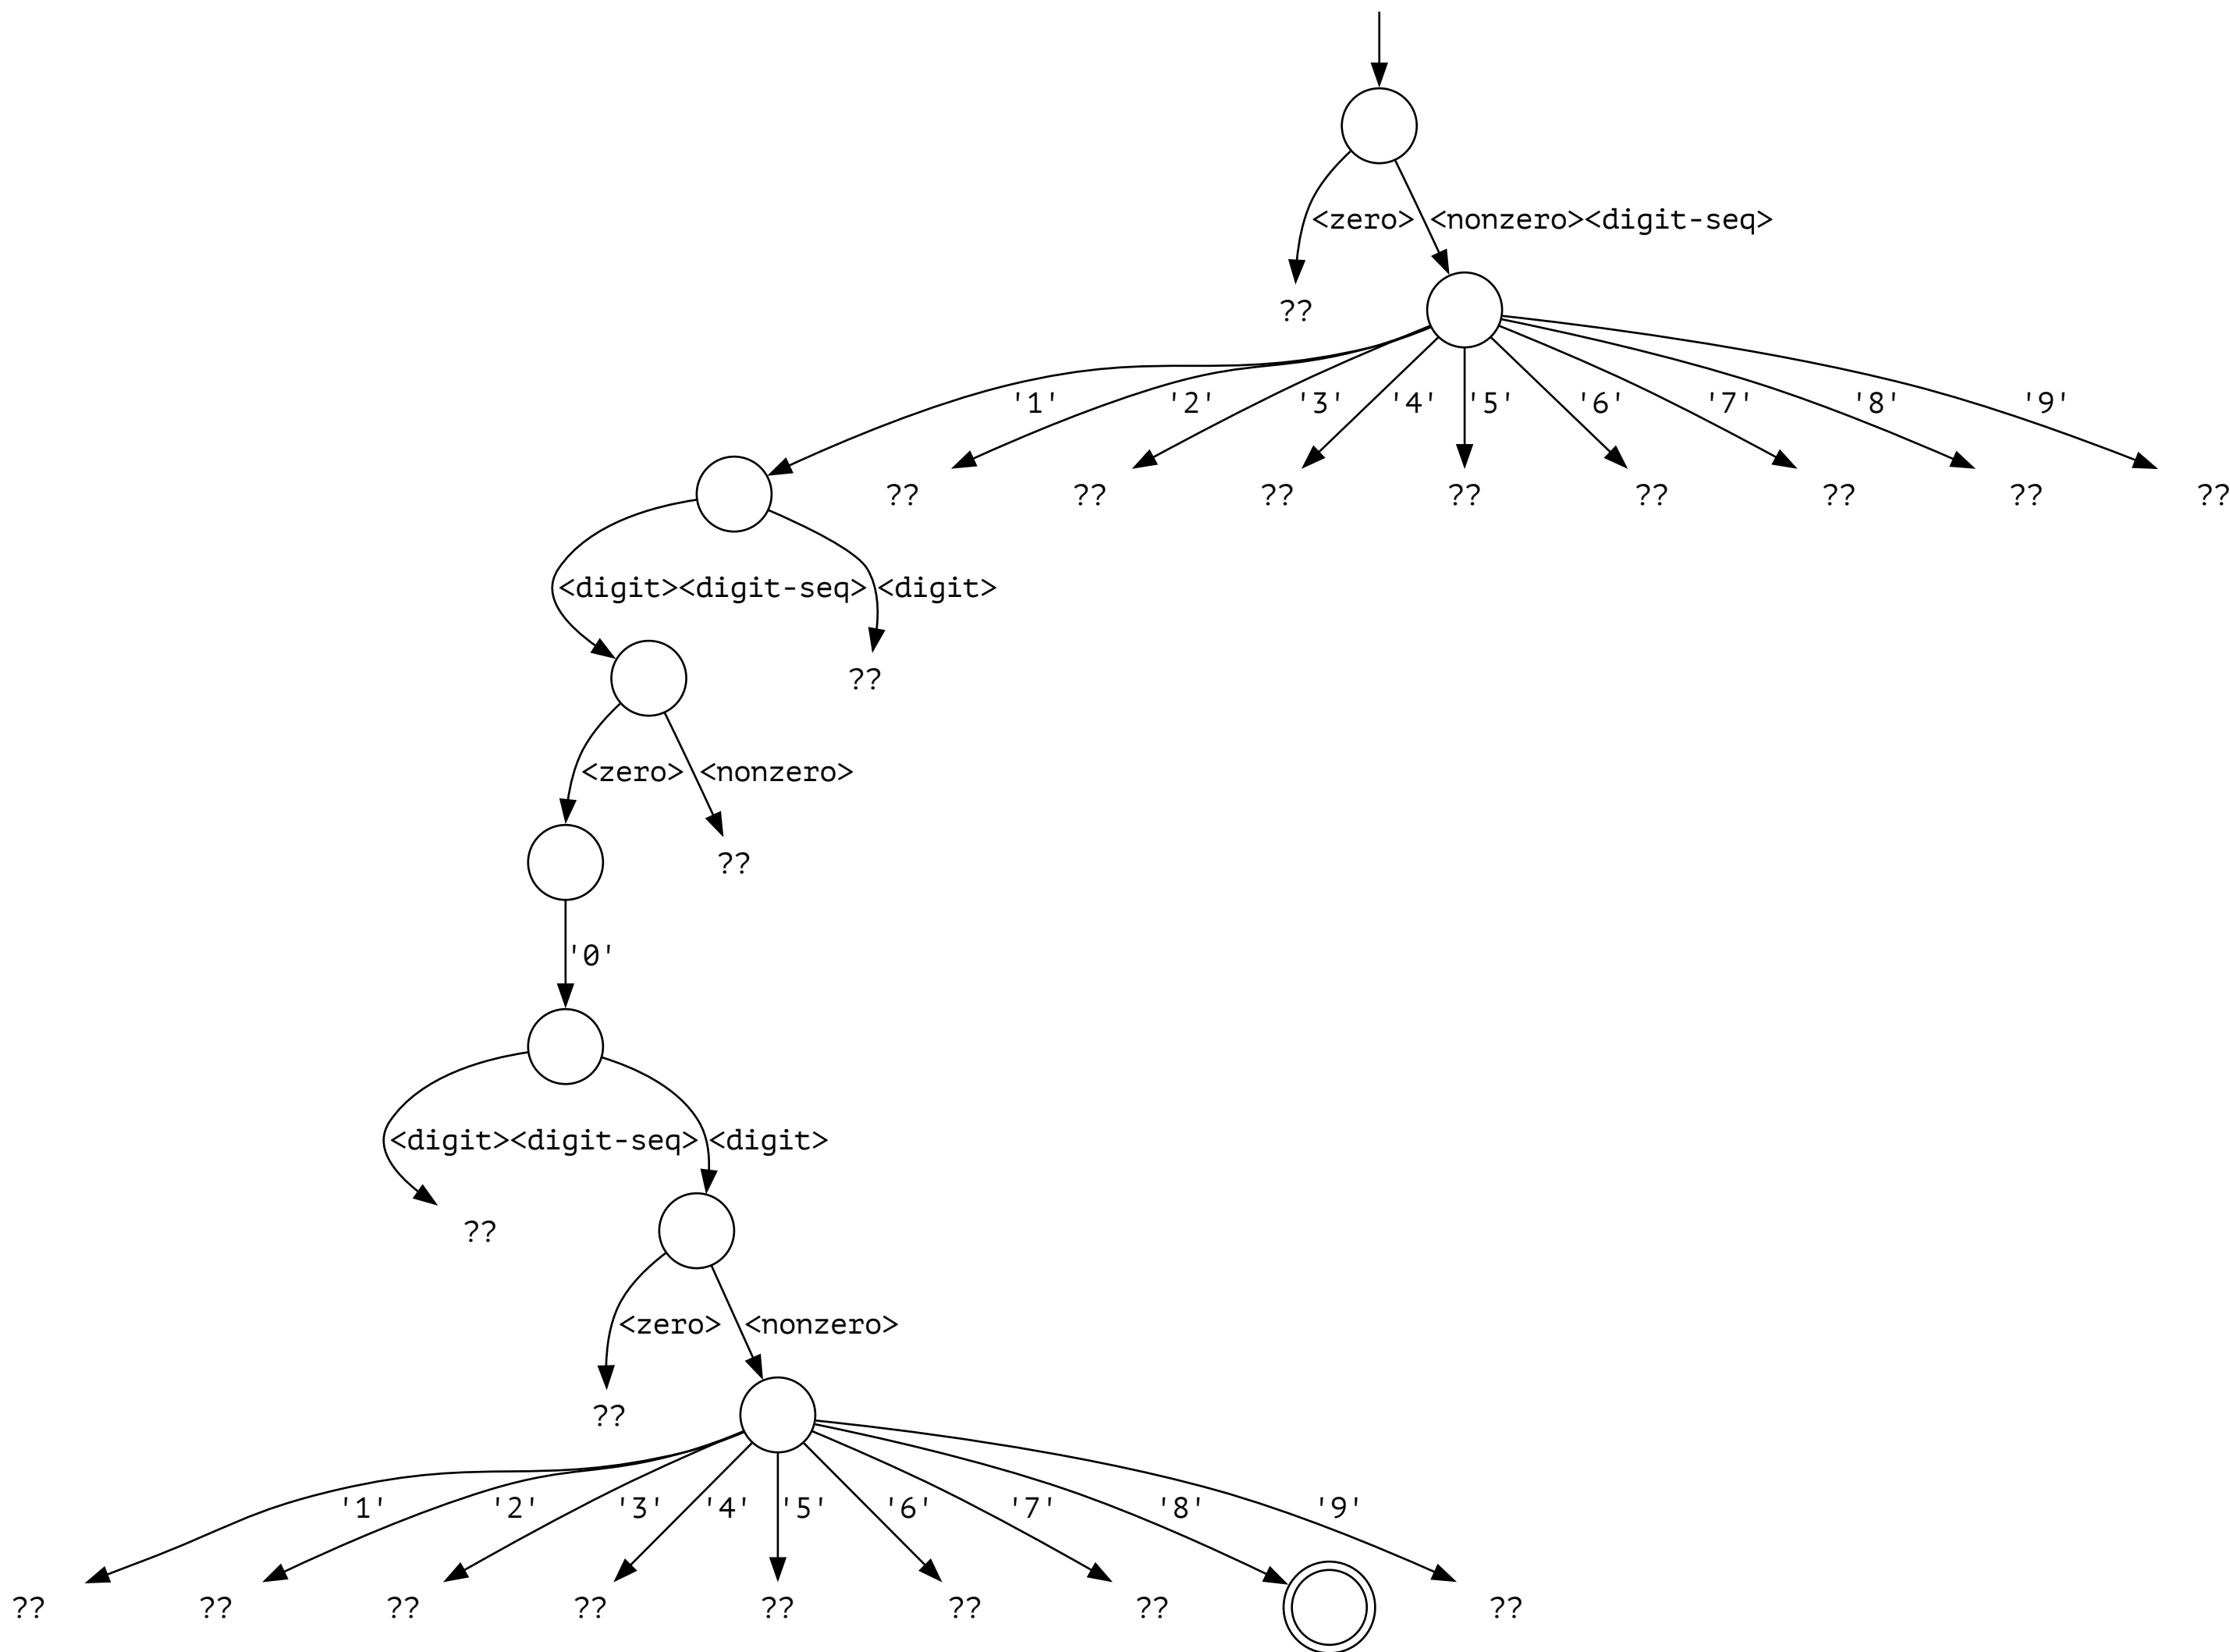 <zero> <nonzero><digit-seq>
??
'1' '2' '3' '4' '5' '6' '7' '8' '9'
?? ?? ?? ?? ?? ?? ?? ??
<digit><digit-seq> <digit>
??
<zero> <nonzero>
??
'0'
<digit><digit-seq> <digit>
??
<zero> <nonzero>
??
'1' '2' '3' '4' '5' '6' '7' '8' '9'
?? ?? ?? ?? ?? ?? ?? ??